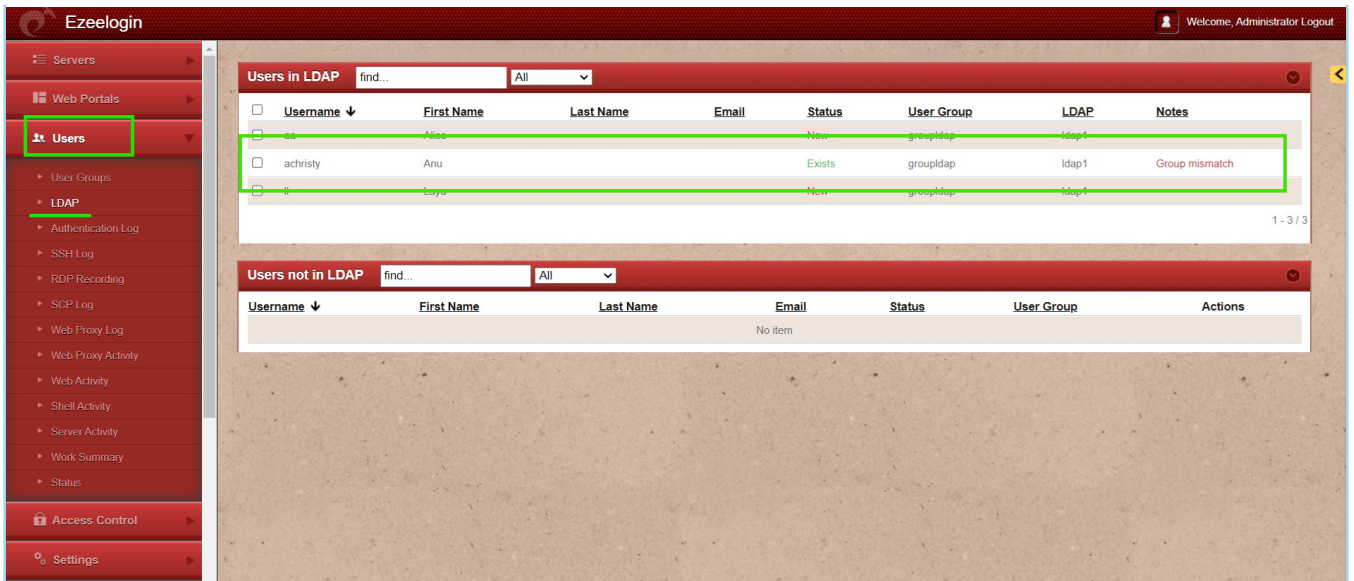 Ezeelogin
Welcome, Administrator Logout
Servers
Web Portals
Users
User Groups
LDAP
Authentication Log
SSH Log
RDP Recording
SCP Log
Web Proxy Log
Web Proxy Activity
Web Activity
Shell Activity
Server Activity
Work Summary
Status
Access Control
Settings
Users in LDAP find... All
Username First Name Last Name Email Status User Group LDAP Notes
aa Alice New groupldap ldap1
achristy Anu Exists groupldap ldap1 Group mismatch
ll Laya New groupldap ldap1
1 - 3 / 3
Users not in LDAP find... All
Username First Name Last Name Email Status User Group Actions
No item